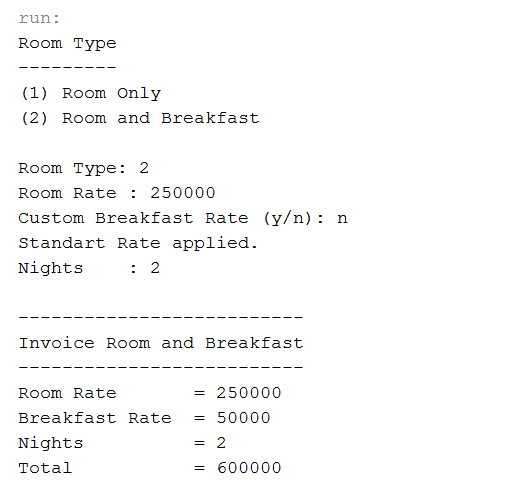 run:
Room Type
---------
(1) Room Only
(2) Room and Breakfast
Room Type: 2
Room Rate : 250000
Custom Breakfast Rate (y/n): n
Standart Rate applied.
Nights    : 2
--------------------------
Invoice Room and Breakfast
--------------------------
Room Rate       = 250000
Breakfast Rate  = 50000
Nights          = 2
Total           = 600000